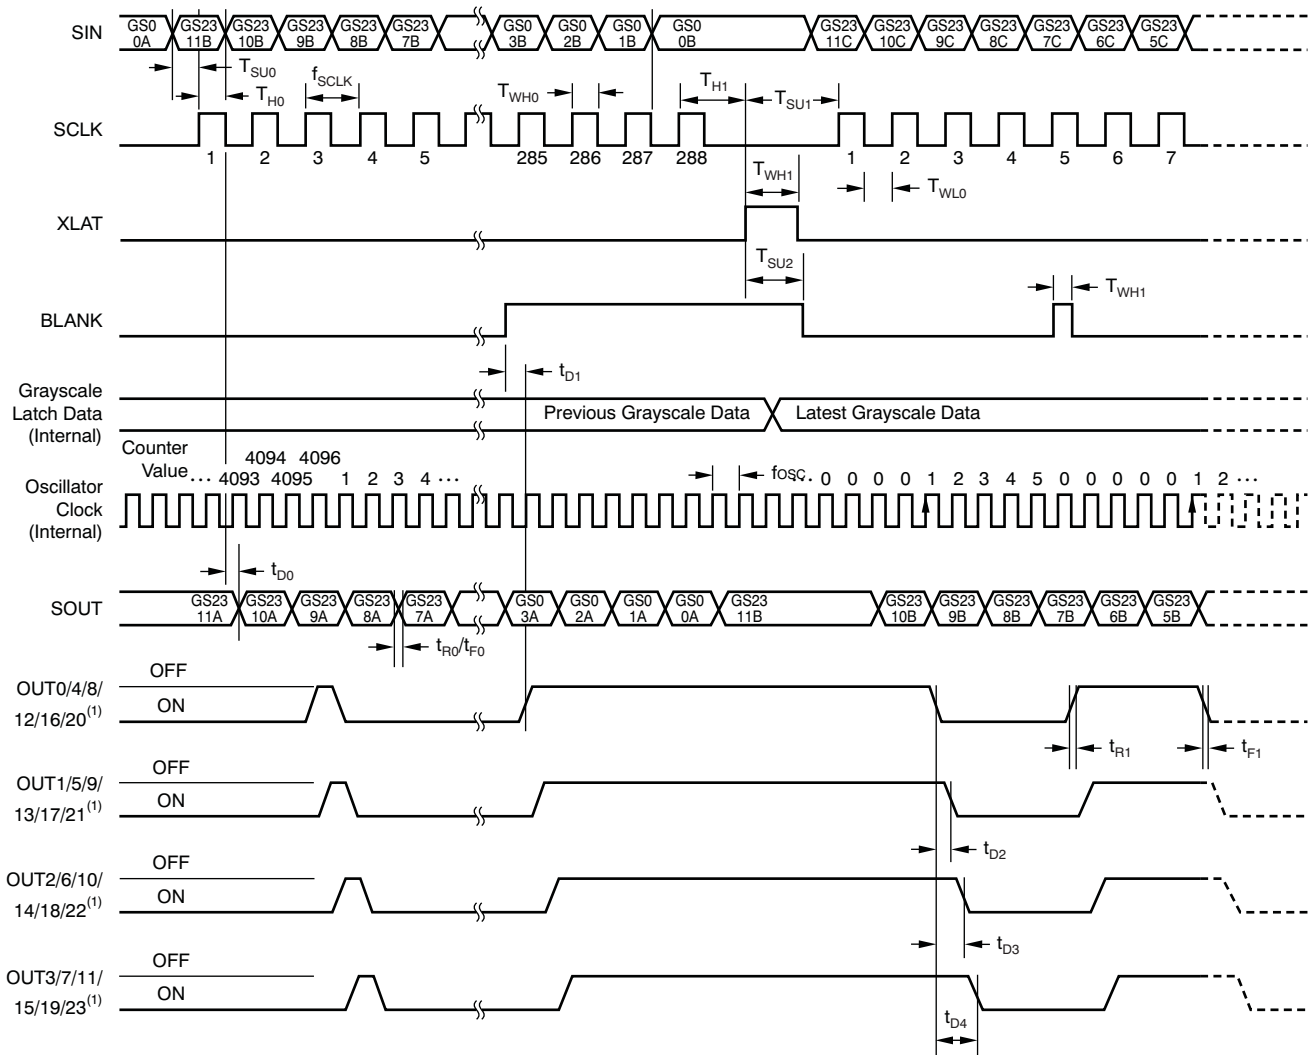 SIN
GS0 0A
GS23 11B
GS23 10B
GS23 9B
GS23 8B
GS23 7B
GS0 3B
GS0 2B
GS0 1B
GS0 0B
GS23 11C
GS23 10C
GS23 9C
GS23 8C
GS23 7C
GS23 6C
GS23 5C
TSU0
TH0
fSCLK
TWH0
TH1
TSU1
SCLK
1 2 3 4 5 285 286 287 288 1 2 3 4 5 6 7
TWH1
TWL0
XLAT
TSU2
TWH1
BLANK
tD1
Grayscale
Latch Data
(Internal)
Previous Grayscale Data
Latest Grayscale Data
Counter
Value
... 4093 4094 4095 4096 1 2 3 4 ...
fOSC
... 0 0 0 0 1 2 3 4 5 0 0 0 0 0 1 2 ...
Oscillator
Clock
(Internal)
tD0
SOUT
GS23 11A
GS23 10A
GS23 9A
GS23 8A
GS23 7A
GS0 3A
GS0 2A
GS0 1A
GS0 0A
GS23 11B
GS23 10B
GS23 9B
GS23 8B
GS23 7B
GS23 6B
GS23 5B
tR0/tF0
OFF
OUT0/4/8/
ON
12/16/20(1)
tR1
tF1
OFF
OUT1/5/9/
ON
13/17/21(1)
tD2
OFF
OUT2/6/10/
ON
14/18/22(1)
tD3
OFF
OUT3/7/11/
ON
15/19/23(1)
tD4